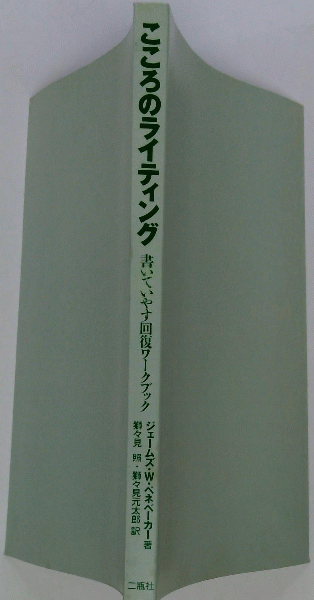 こころのライティング
書いていやす回復ワークブック
ジェームズ・W・ペネベーカー 著
獅々見 照・獅々見元太郎 訳
二瓶社